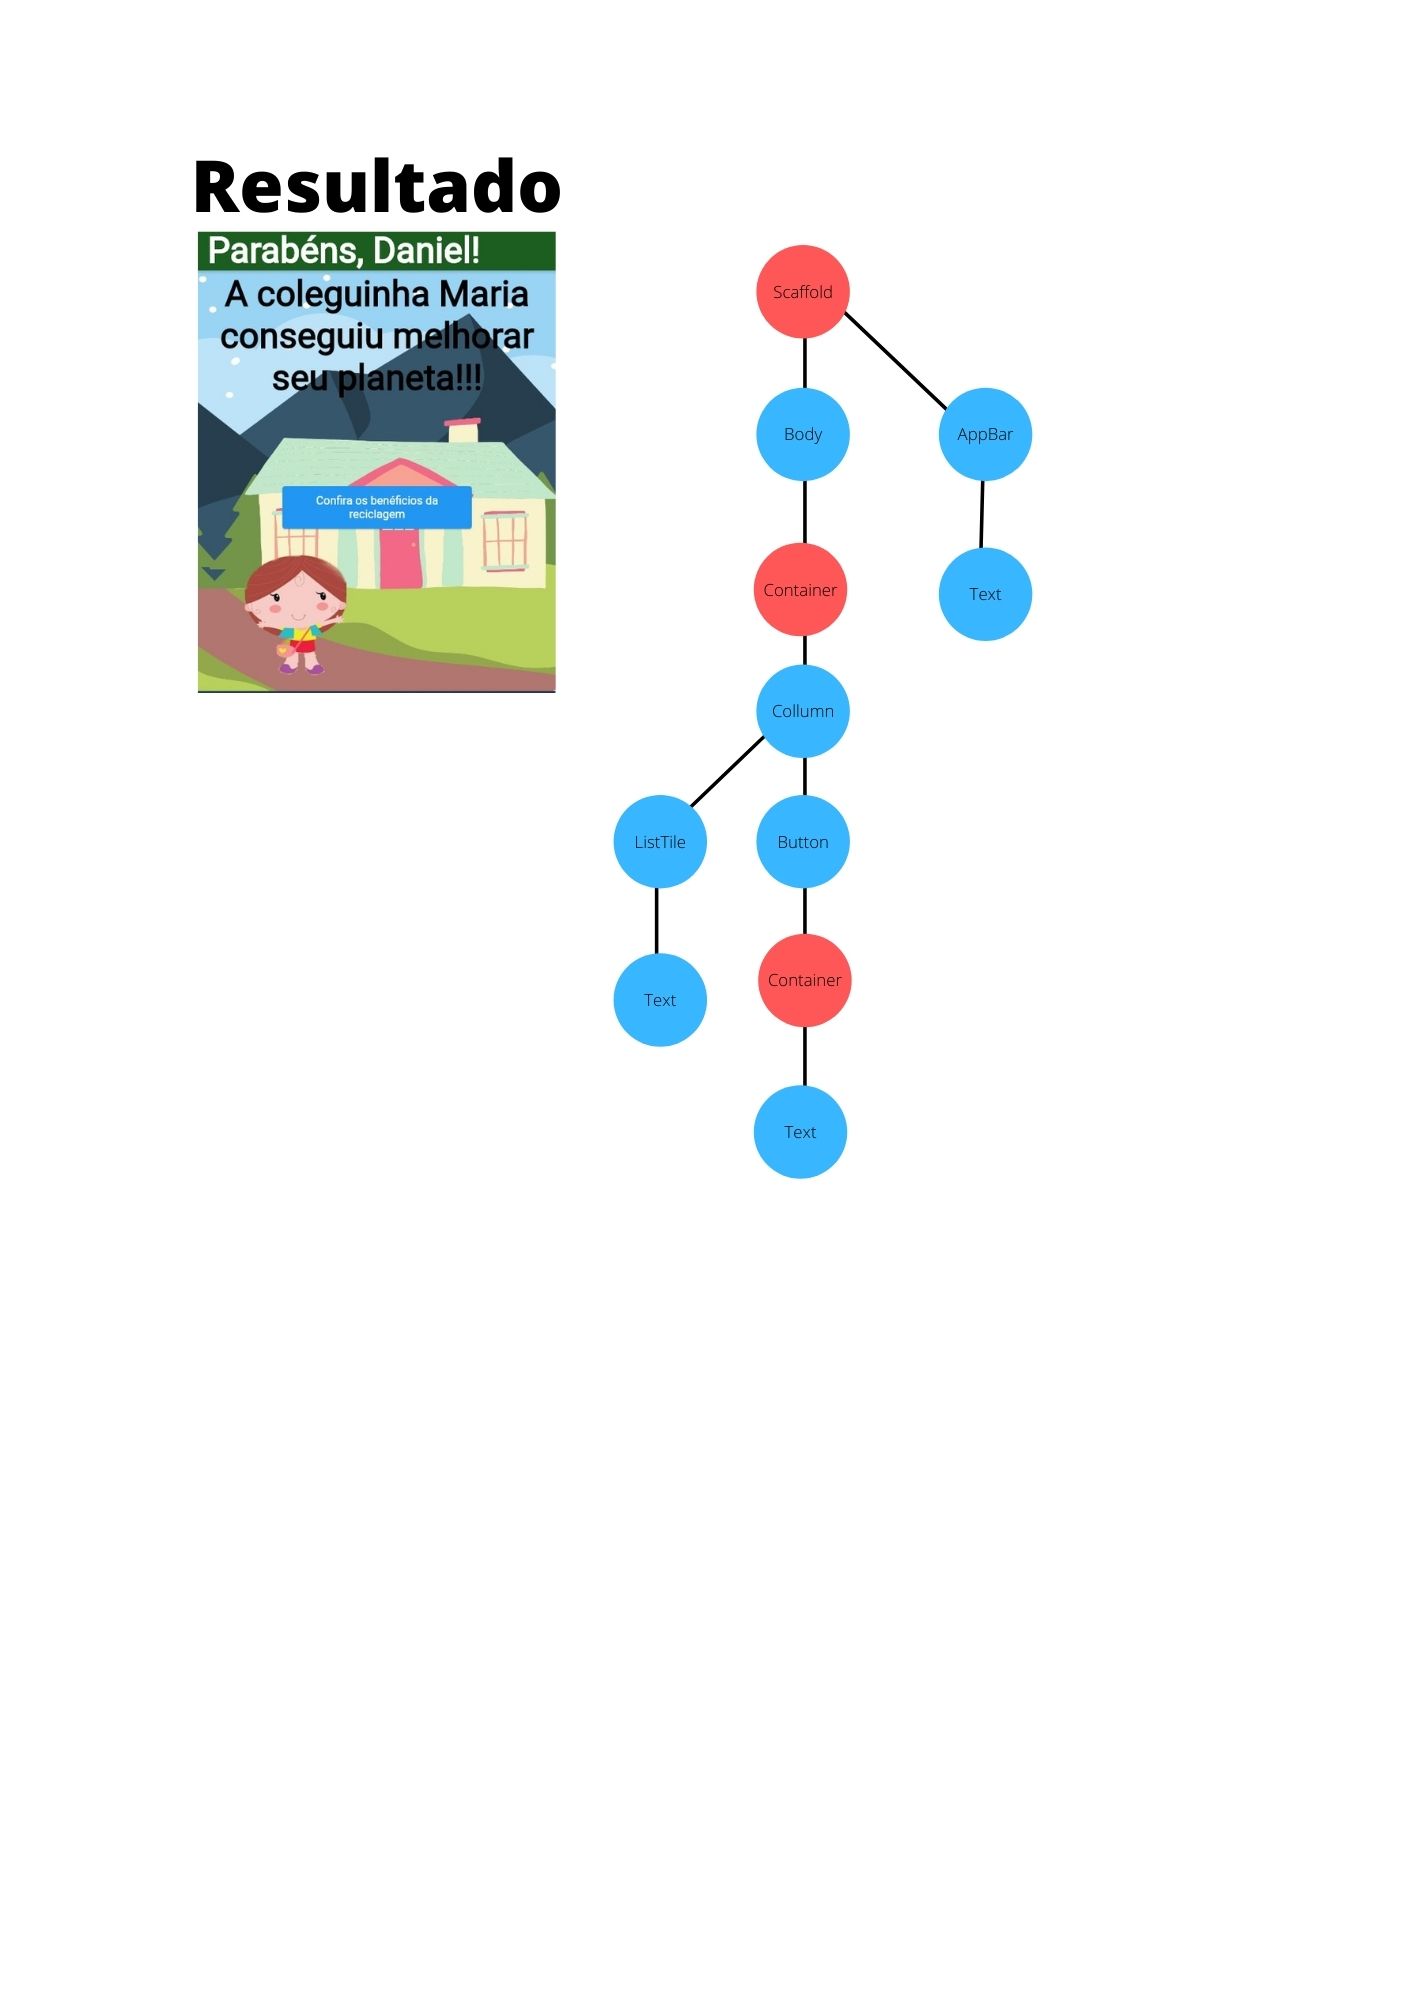 Resultado
Parabéns, Daniel!
A coleguinha Maria
conseguiu melhorar
seu planeta!!!
Confira os benéficios da
reciclagem
Scaffold
Body
AppBar
Container
Text
Collumn
ListTile
Button
Container
Text
Text